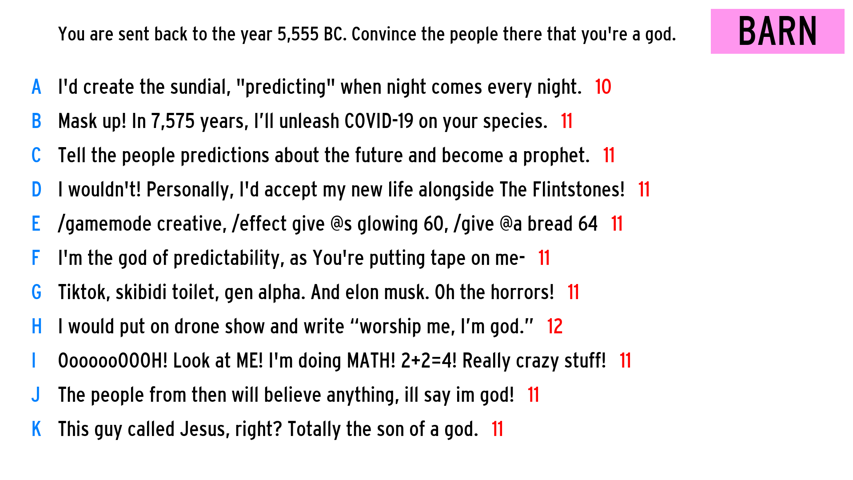 You are sent back to the year 5,555 BC. Convince the people there that you're a god.
BARN
A I'd create the sundial, "predicting" when night comes every night. 10
B Mask up! In 7,575 years, I’ll unleash COVID-19 on your species. 11
C Tell the people predictions about the future and become a prophet. 11
D I wouldn't! Personally, I'd accept my new life alongside The Flintstones! 11
E /gamemode creative, /effect give @s glowing 60, /give @a bread 64 11
F I'm the god of predictability, as You're putting tape on me- 11
G Tiktok, skibidi toilet, gen alpha. And elon musk. Oh the horrors! 11
H I would put on drone show and write “worship me, I’m god.” 12
I OoooooOOOH! Look at ME! I'm doing MATH! 2+2=4! Really crazy stuff! 11
J The people from then will believe anything, ill say im god! 11
K This guy called Jesus, right? Totally the son of a god. 11